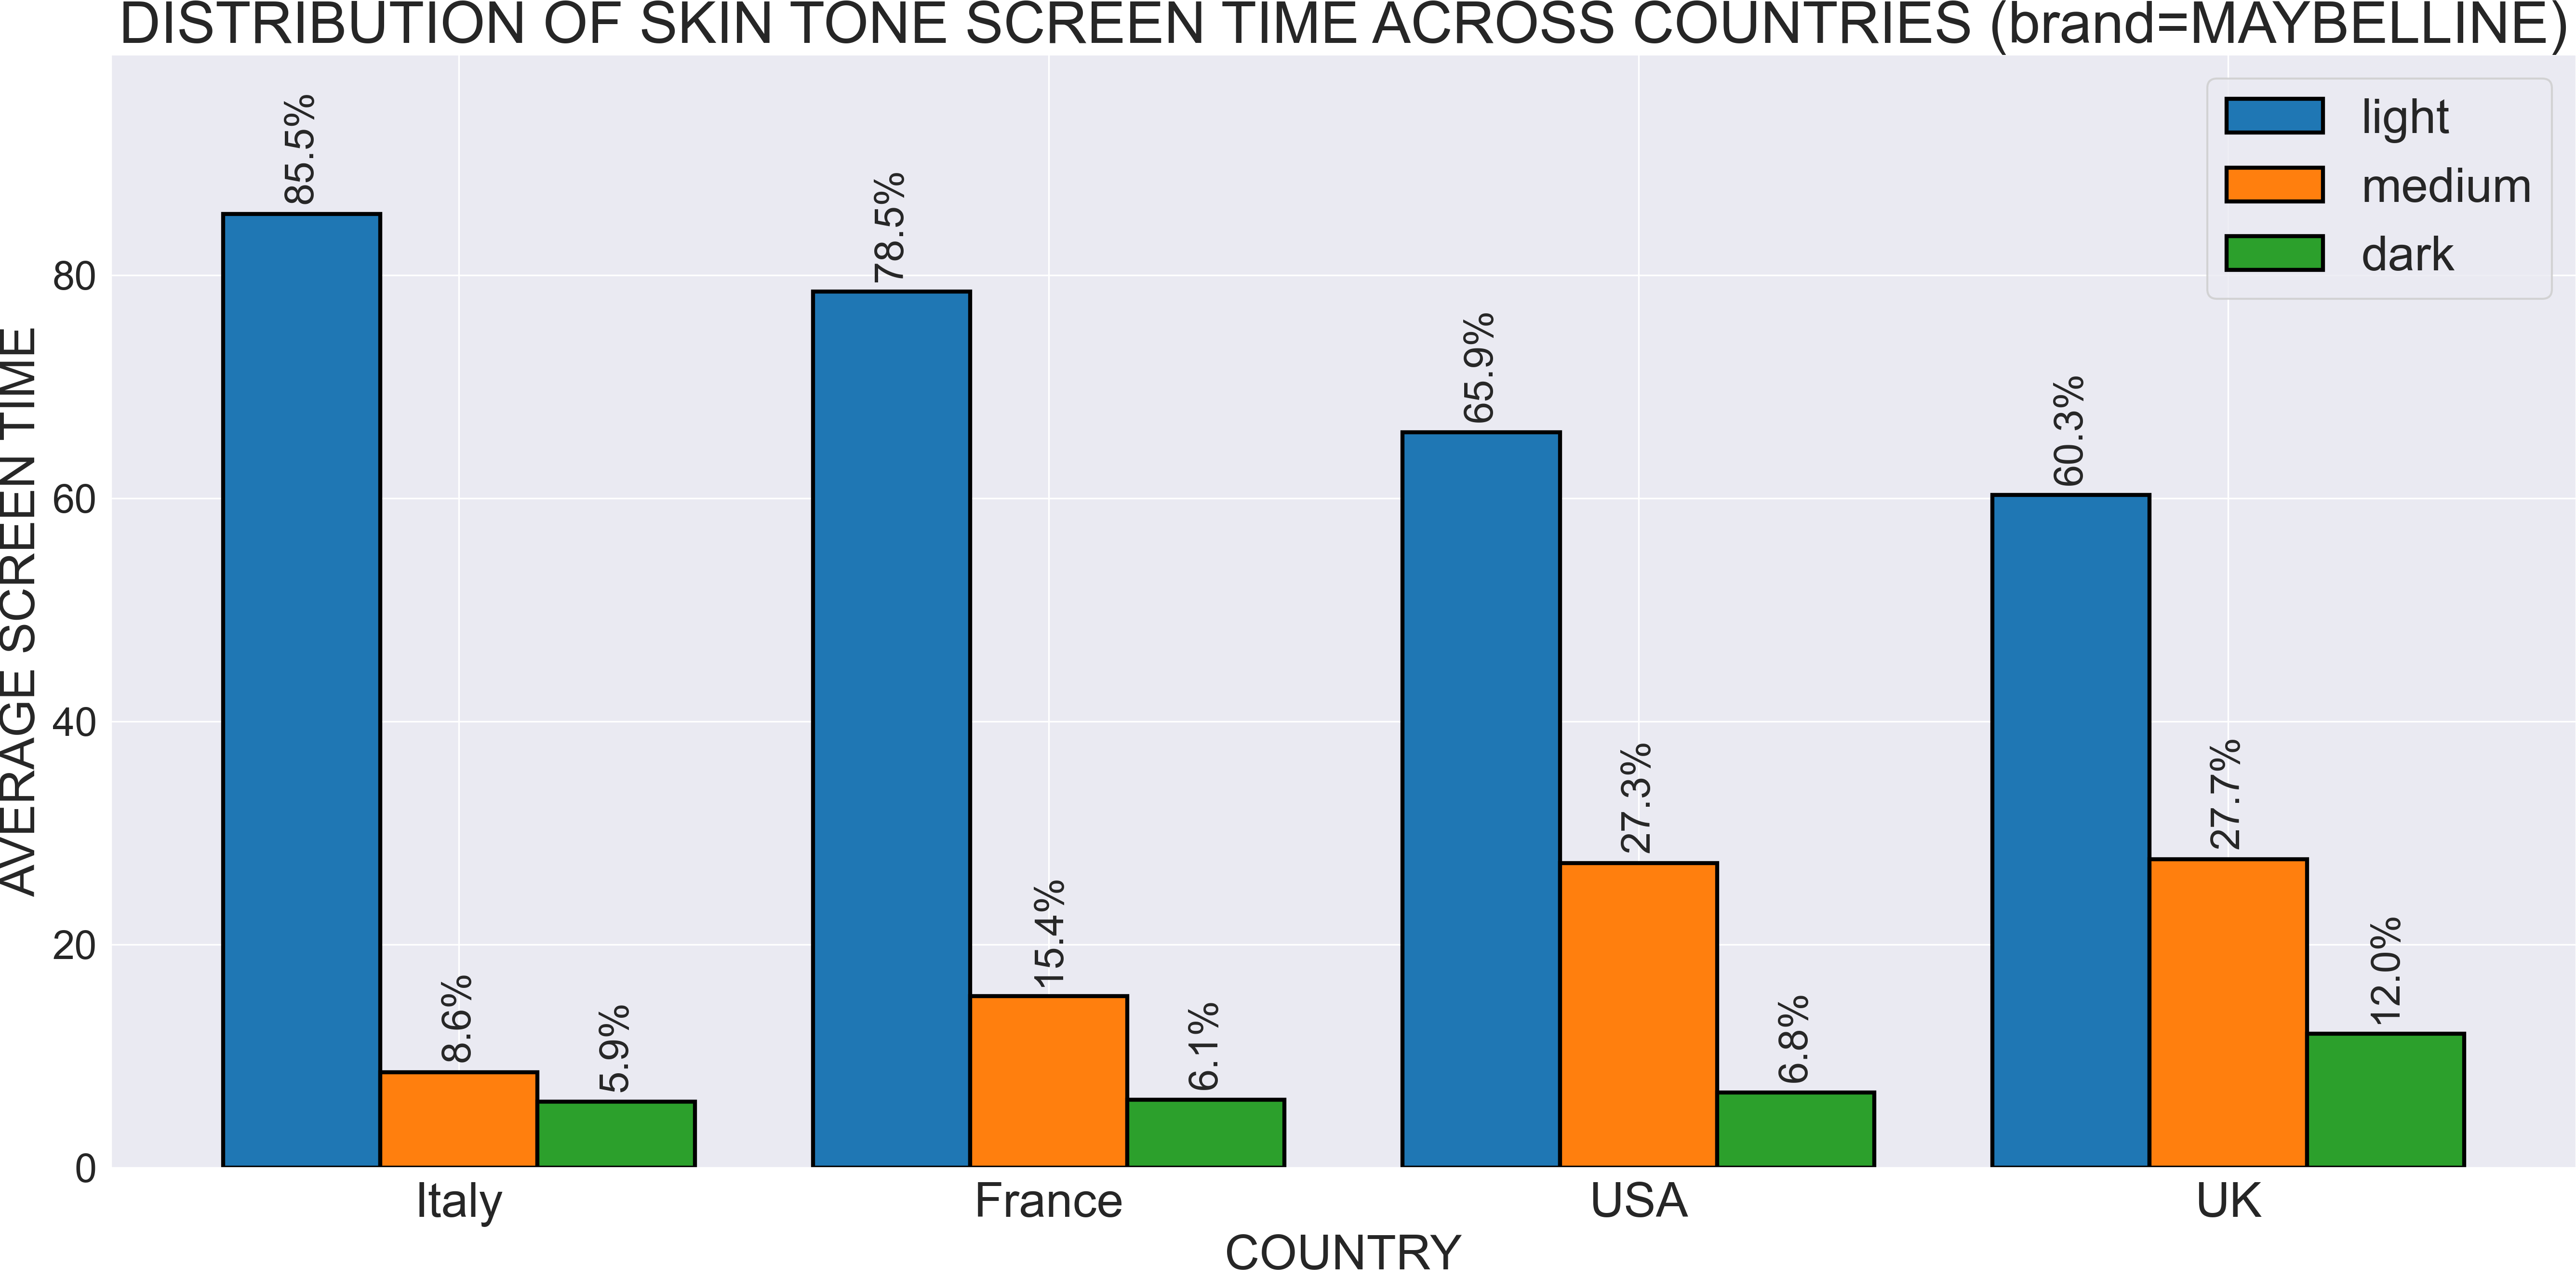 DISTRIBUTION OF SKIN TONE SCREEN TIME ACROSS COUNTRIES (brand=MAYBELLINE)
light
medium
dark
AVERAGE SCREEN TIME
80
60
40
20
0
85.5%
8.6%
5.9%
78.5%
15.4%
6.1%
65.9%
27.3%
6.8%
60.3%
27.7%
12.0%
Italy
France
USA
UK
COUNTRY